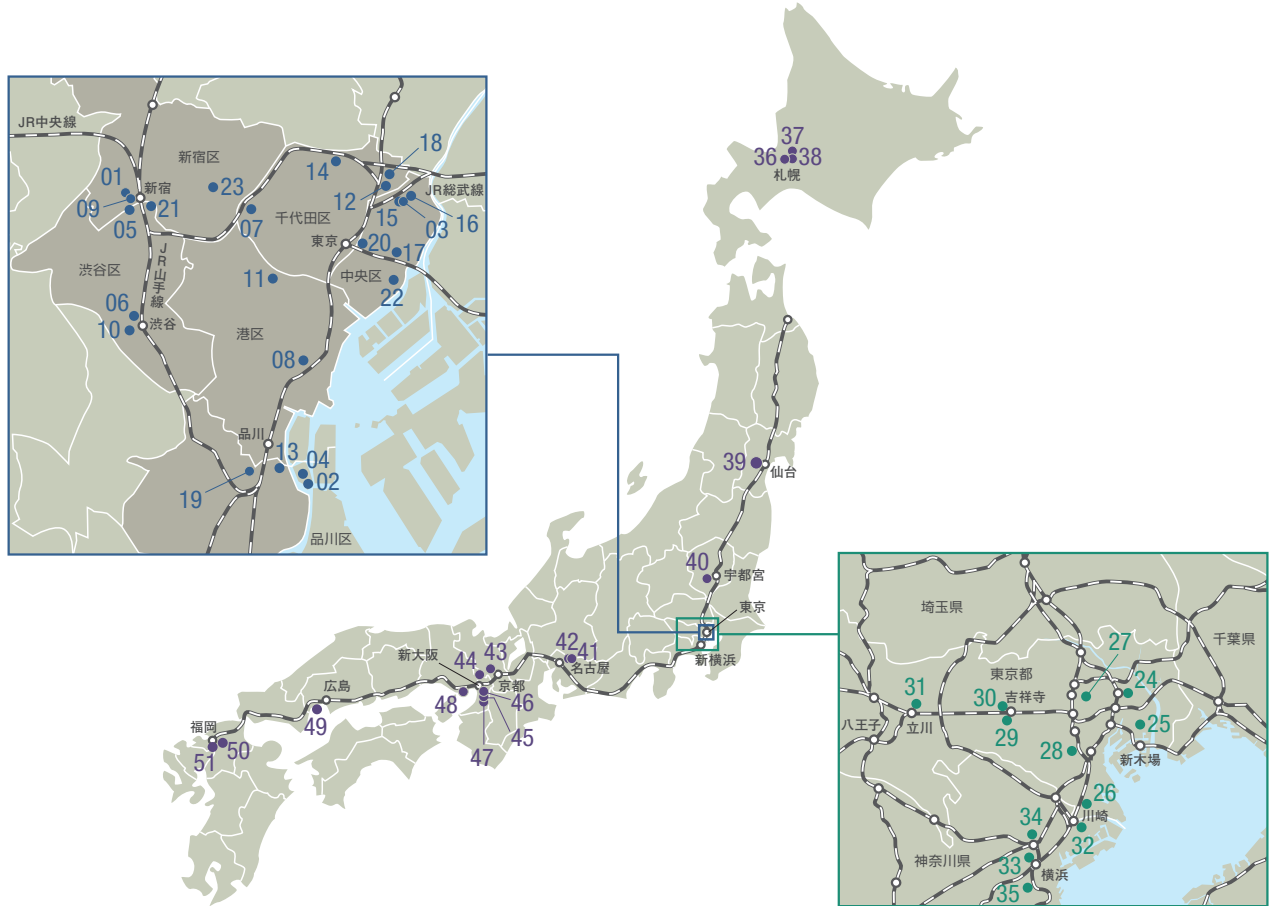 JR中央線
新宿区
18
14
01
新宿
23
12
JR総武線
09
21
07
15
03
16
05
千代田区
東京
20
17
JR山手線
渋谷区
中央区
11
22
06
渋谷
10
港区
08
品川
13
04
19
02
品川区
37
36
38
札幌
39
仙台
40
宇都宮
東京
新横浜
42
41
名古屋
新大阪
44
43
京都
広島
48
46
49
45
福岡
47
50
51
埼玉県
千葉県
27
東京都
24
31
30
吉祥寺
八王子
立川
29
25
28
新木場
26
34
川崎
32
神奈川県
33
横浜
35